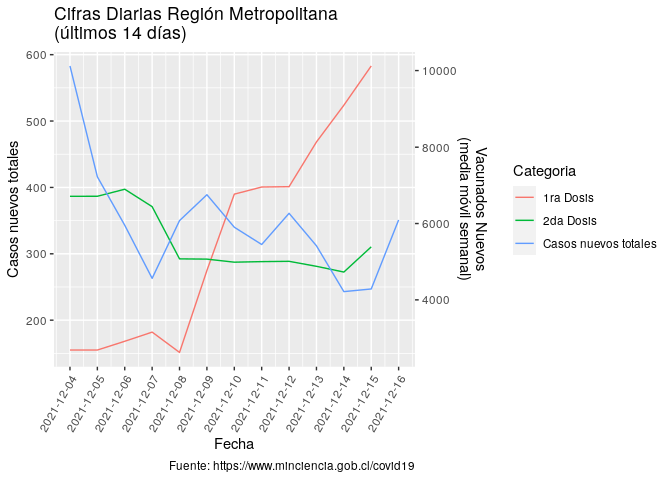 Cifras Diarias Región Metropolitana
(últimos 14 días)
600
500
400
300
200
Casos nuevos totales
10000
8000
6000
4000
Vacunados Nuevos
(media móvil semanal)
2021-12-04
2021-12-05
2021-12-06
2021-12-07
2021-12-08
2021-12-09
2021-12-10
2021-12-11
2021-12-12
2021-12-13
2021-12-14
2021-12-15
2021-12-16
Fecha
Categoria
1ra Dosis
2da Dosis
Casos nuevos totales
Fuente: https://www.minciencia.gob.cl/covid19